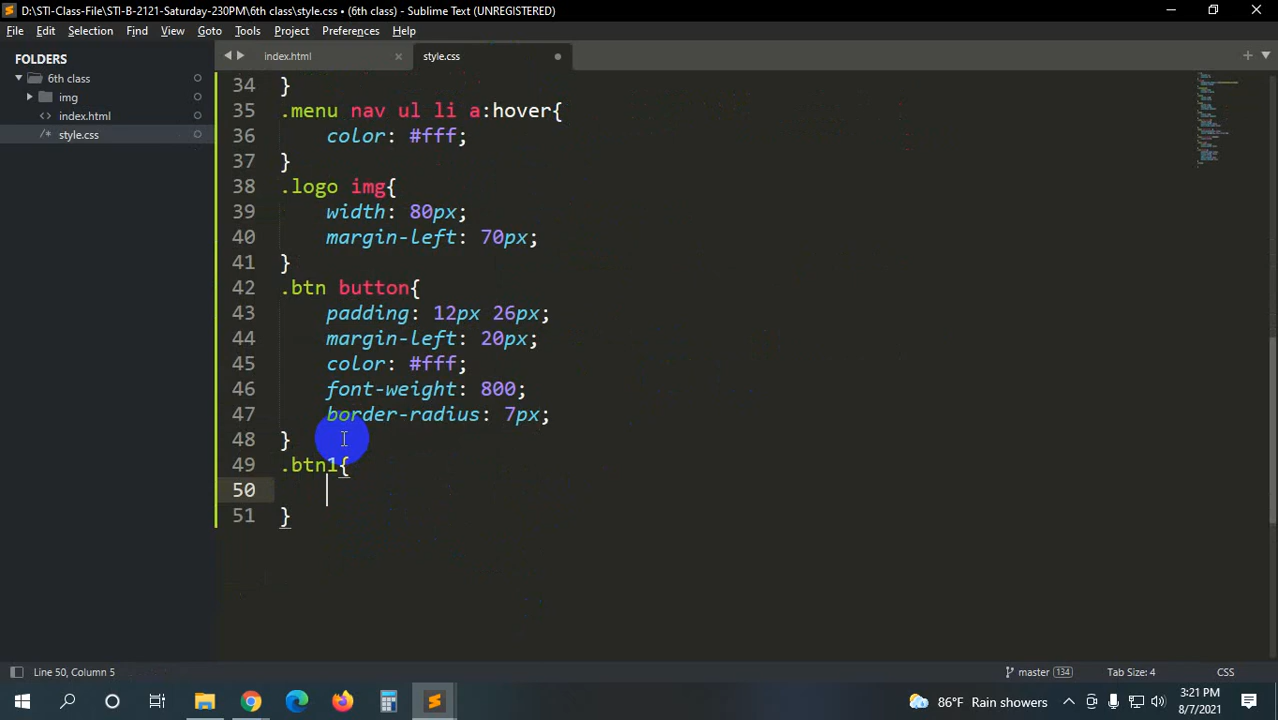 D:\STI-Class-File\STI-B-2121-Saturday-230PM\6th class\style.css • (6th class) - Sublime Text (UNREGISTERED)
File Edit Selection Find View Goto Tools Project Preferences Help
FOLDERS
6th class
img
index.html
/* style.css
index.html
style.css
34 }
35 .menu nav ul li a:hover{
36 color: #fff;
37 }
38 .logo img{
39 width: 80px;
40 margin-left: 70px;
41 }
42 .btn button{
43 padding: 12px 26px;
44 margin-left: 20px;
45 color: #fff;
46 font-weight: 800;
47 border-radius: 7px;
48 }
49 .btn1{
50
51 }
Line 50, Column 5
master 134
Tab Size: 4
CSS
86°F Rain showers
3:21 PM
8/7/2021